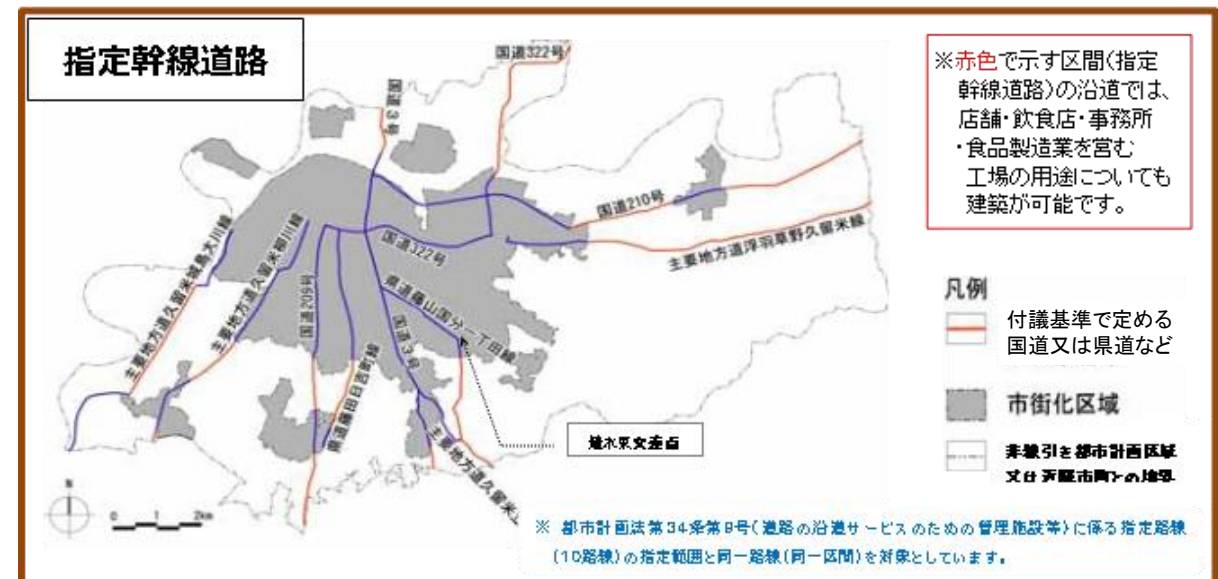 指定幹線道路
国道322号
国道3号
※赤色で示す区間(指定
幹線道路)の沿道では、
店舗・飲食店・事務所
・食品製造業を営む
工場の用途についても
建築が可能です。
国道210号
国道322号
主要地方道浮羽草野久留米線
主要地方道久留米城島大川線
主要地方道久留米柳川線
国道209号
県道藤山国分一丁田線
国道3号
県道藤田日吉町線
主要地方道久留米
凡例
付議基準で定める
国道又は県道など
市街化区域
非線引き都市計画区域
又は近隣市町との境界
N
0 1 2km
※ 都市計画法第34条第9号(道路の沿道サービスのための管理施設等)に係る指定路線
(10路線)の指定範囲と同一路線(同一区間)を対象としています。